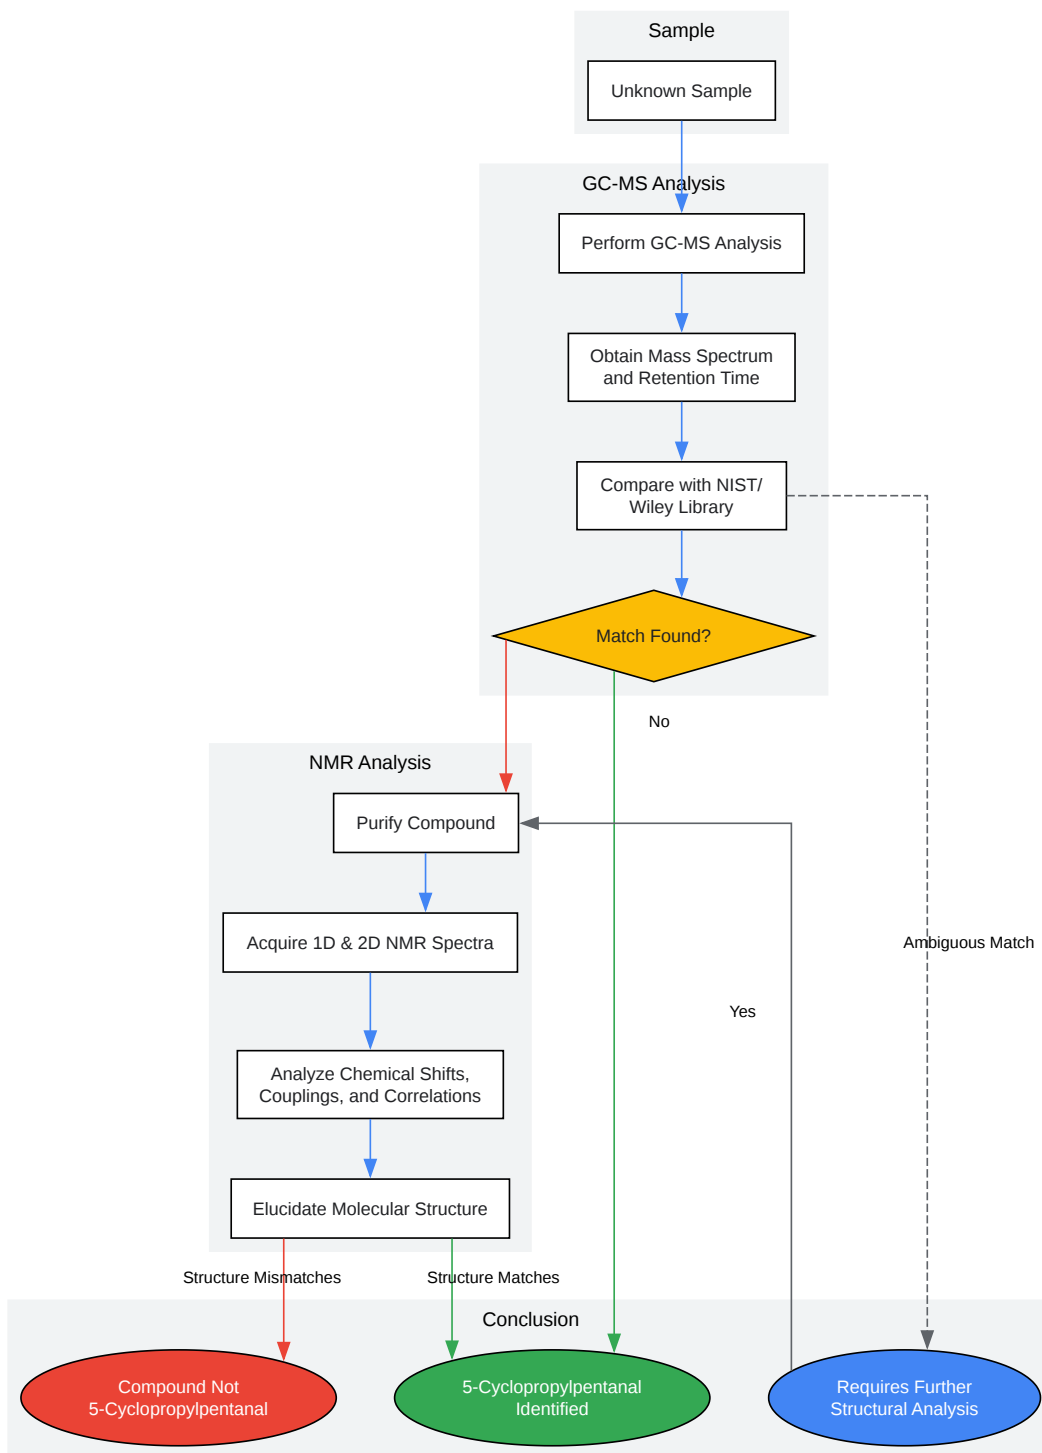 Sample
Unknown Sample
GC-MS Analysis
Perform GC-MS Analysis
Obtain Mass Spectrum
and Retention Time
Compare with NIST/
Wiley Library
Match Found?
No
NMR Analysis
Purify Compound
Acquire 1D & 2D NMR Spectra
Ambiguous Match
Yes
Analyze Chemical Shifts,
Couplings, and Correlations
Elucidate Molecular Structure
Structure Mismatches
Structure Matches
Conclusion
Compound Not
5-Cyclopropylpentanal
5-Cyclopropylpentanal
Identified
Requires Further
Structural Analysis